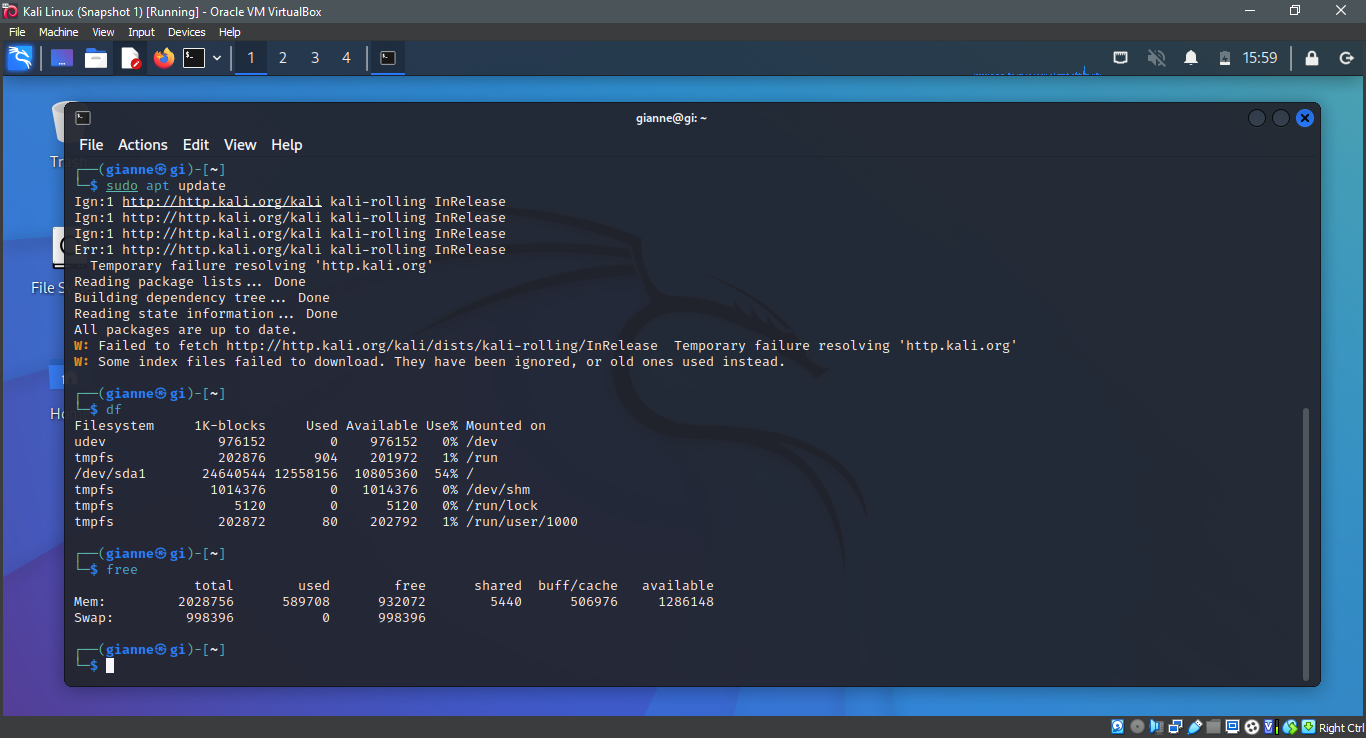 Kali Linux (Snapshot 1) [Running] - Oracle VM VirtualBox
File Machine View Input Devices Help
1 2 3 4 15:59
gianne@gi: ~
File Actions Edit View Help
┌──(gianne㉿gi)-[~]
└─$ sudo apt update
Ign:1 http://http.kali.org/kali kali-rolling InRelease
Ign:1 http://http.kali.org/kali kali-rolling InRelease
Ign:1 http://http.kali.org/kali kali-rolling InRelease
Err:1 http://http.kali.org/kali kali-rolling InRelease
  Temporary failure resolving 'http.kali.org'
Reading package lists... Done
Building dependency tree... Done
Reading state information... Done
All packages are up to date.
W: Failed to fetch http://http.kali.org/kali/dists/kali-rolling/InRelease  Temporary failure resolving 'http.kali.org'
W: Some index files failed to download. They have been ignored, or old ones used instead.
┌──(gianne㉿gi)-[~]
└─$ df
Filesystem     1K-blocks     Used Available Use% Mounted on
udev              976152        0    976152   0% /dev
tmpfs             202876      904    201972   1% /run
/dev/sda1       24640544 12558156  10805360  54% /
tmpfs            1014376        0   1014376   0% /dev/shm
tmpfs               5120        0      5120   0% /run/lock
tmpfs             202872       80    202792   1% /run/user/1000
┌──(gianne㉿gi)-[~]
└─$ free
               total        used        free      shared  buff/cache   available
Mem:         2028756      589708      932072        5440      506976     1286148
Swap:         998396           0      998396
┌──(gianne㉿gi)-[~]
└─$
Trash
File S
Ho
Right Ctrl